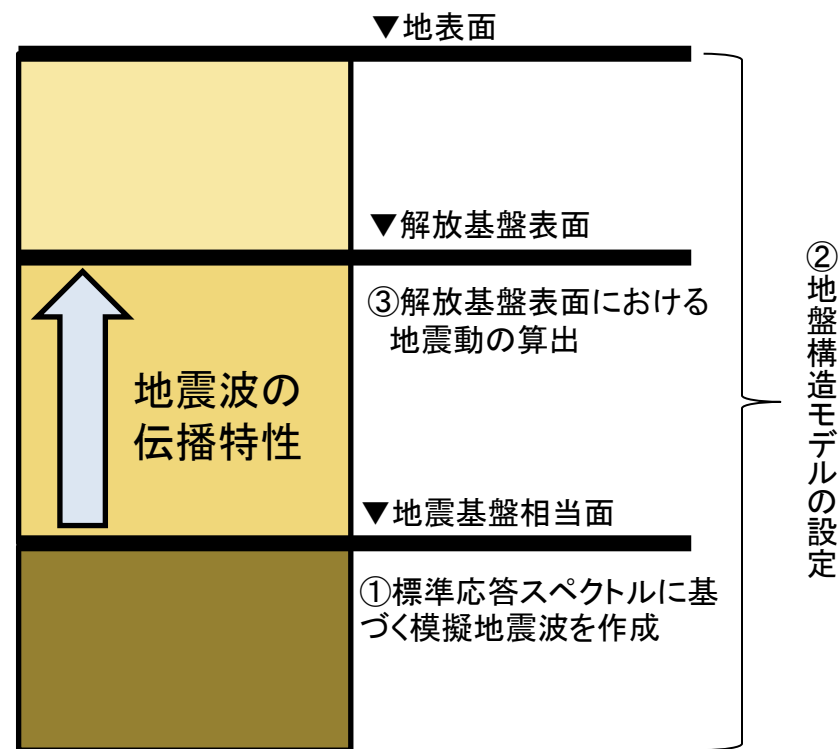 ▼地表面
▼解放基盤表面
③解放基盤表面における
地震動の算出
地震波の
伝播特性
▼地震基盤相当面
①標準応答スペクトルに基
づく模擬地震波を作成
②地盤構造モデルの設定